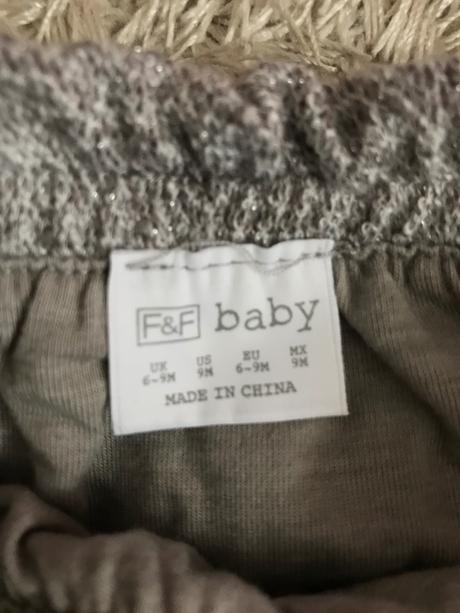 F&F baby
UK US EU MX
6-9M 9M 6-9M 9M
MADE IN CHINA